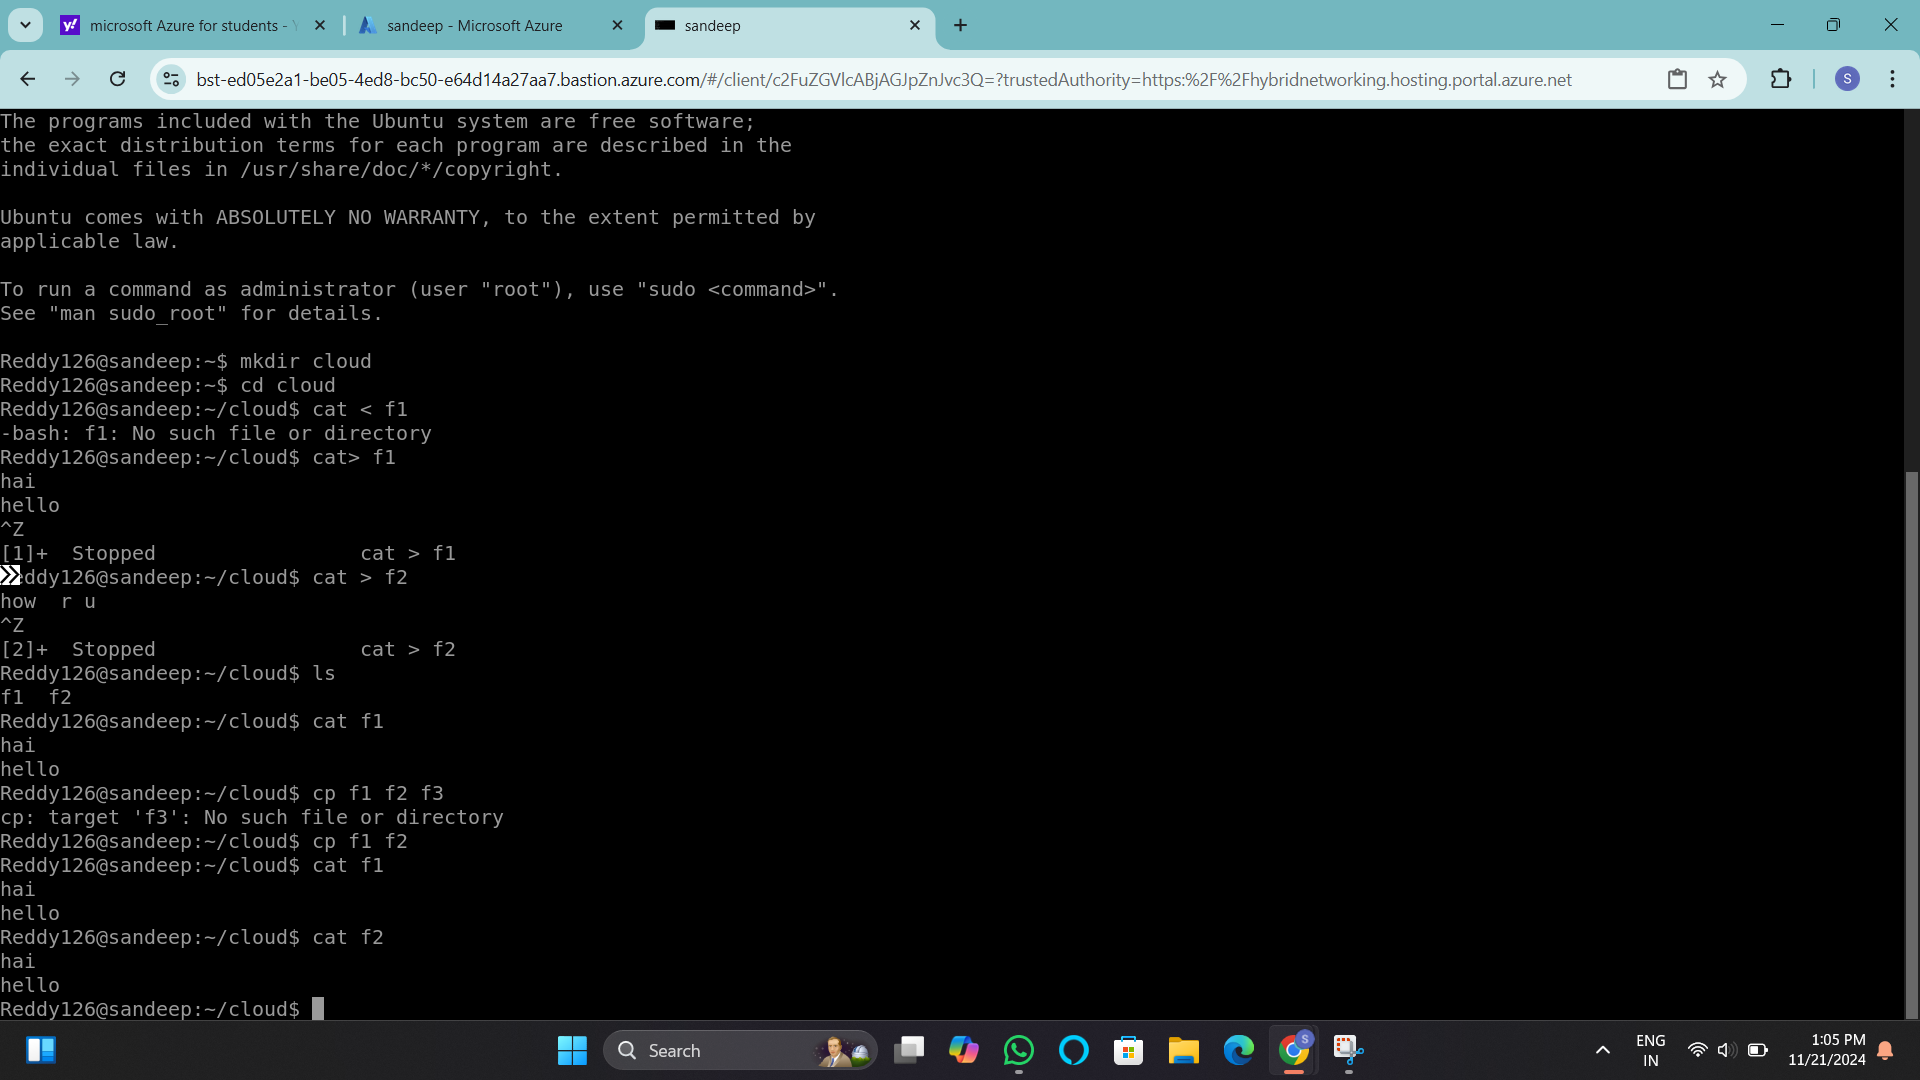 microsoft Azure for students -
sandeep - Microsoft Azure
sandeep
bst-ed05e2a1-be05-4ed8-bc50-e64d14a27aa7.bastion.azure.com/#/client/c2FuZGVlcABjAGJpZnJvc3Q=?trustedAuthority=https:%2F%2Fhybridnetworking.hosting.portal.azure.net
S
The programs included with the Ubuntu system are free software;
the exact distribution terms for each program are described in the
individual files in /usr/share/doc/*/copyright.
Ubuntu comes with ABSOLUTELY NO WARRANTY, to the extent permitted by
applicable law.
To run a command as administrator (user "root"), use "sudo <command>".
See "man sudo_root" for details.
Reddy126@sandeep:~$ mkdir cloud
Reddy126@sandeep:~$ cd cloud
Reddy126@sandeep:~/cloud$ cat < f1
-bash: f1: No such file or directory
Reddy126@sandeep:~/cloud$ cat> f1
hai
hello
^Z
[1]+  Stopped                 cat > f1
eddy126@sandeep:~/cloud$ cat > f2
how  r u
^Z
[2]+  Stopped                 cat > f2
Reddy126@sandeep:~/cloud$ ls
f1  f2
Reddy126@sandeep:~/cloud$ cat f1
hai
hello
Reddy126@sandeep:~/cloud$ cp f1 f2 f3
cp: target 'f3': No such file or directory
Reddy126@sandeep:~/cloud$ cp f1 f2
Reddy126@sandeep:~/cloud$ cat f1
hai
hello
Reddy126@sandeep:~/cloud$ cat f2
hai
hello
Reddy126@sandeep:~/cloud$
Search
S
ENG
IN
1:05 PM
11/21/2024